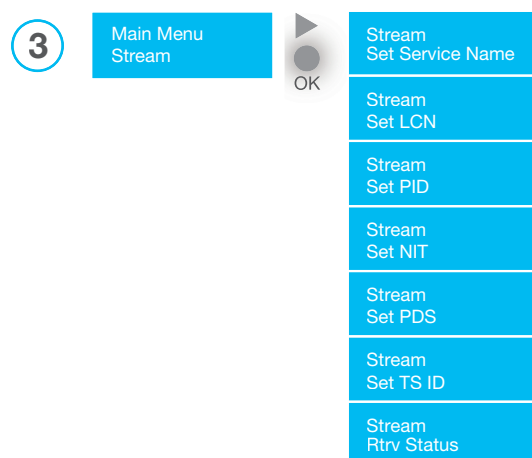 3
Main Menu
Stream
OK
Stream
Set Service Name
Stream
Set LCN
Stream
Set PID
Stream
Set NIT
Stream
Set PDS
Stream
Set TS ID
Stream
Rtrv Status